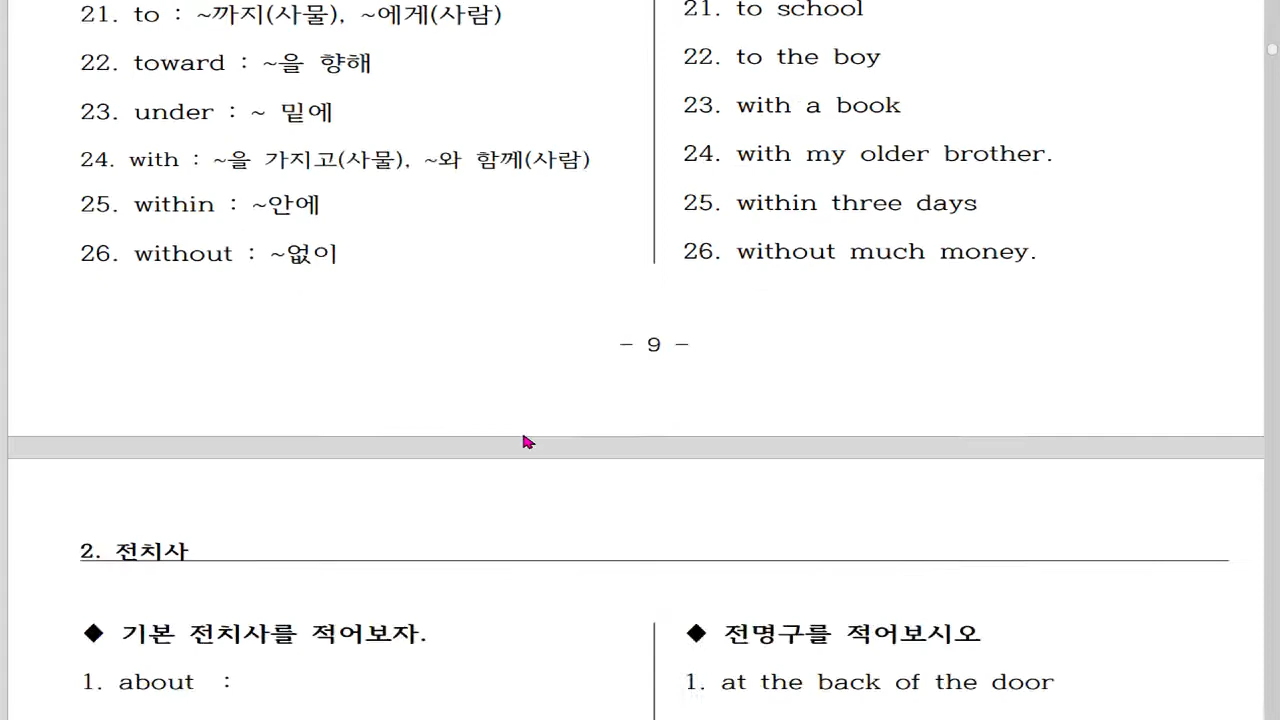 21. to : ~까지(사물), ~에게(사람)
22. toward : ~을 향해
23. under : ~ 밑에
24. with : ~을 가지고(사물), ~와 함께(사람)
25. within : ~안에
26. without : ~없이
21. to school
22. to the boy
23. with a book
24. with my older brother.
25. within three days
26. without much money.
- 9 -
2. 전치사
◆ 기본 전치사를 적어보자.
1. about :
◆ 전명구를 적어보시오
1. at the back of the door